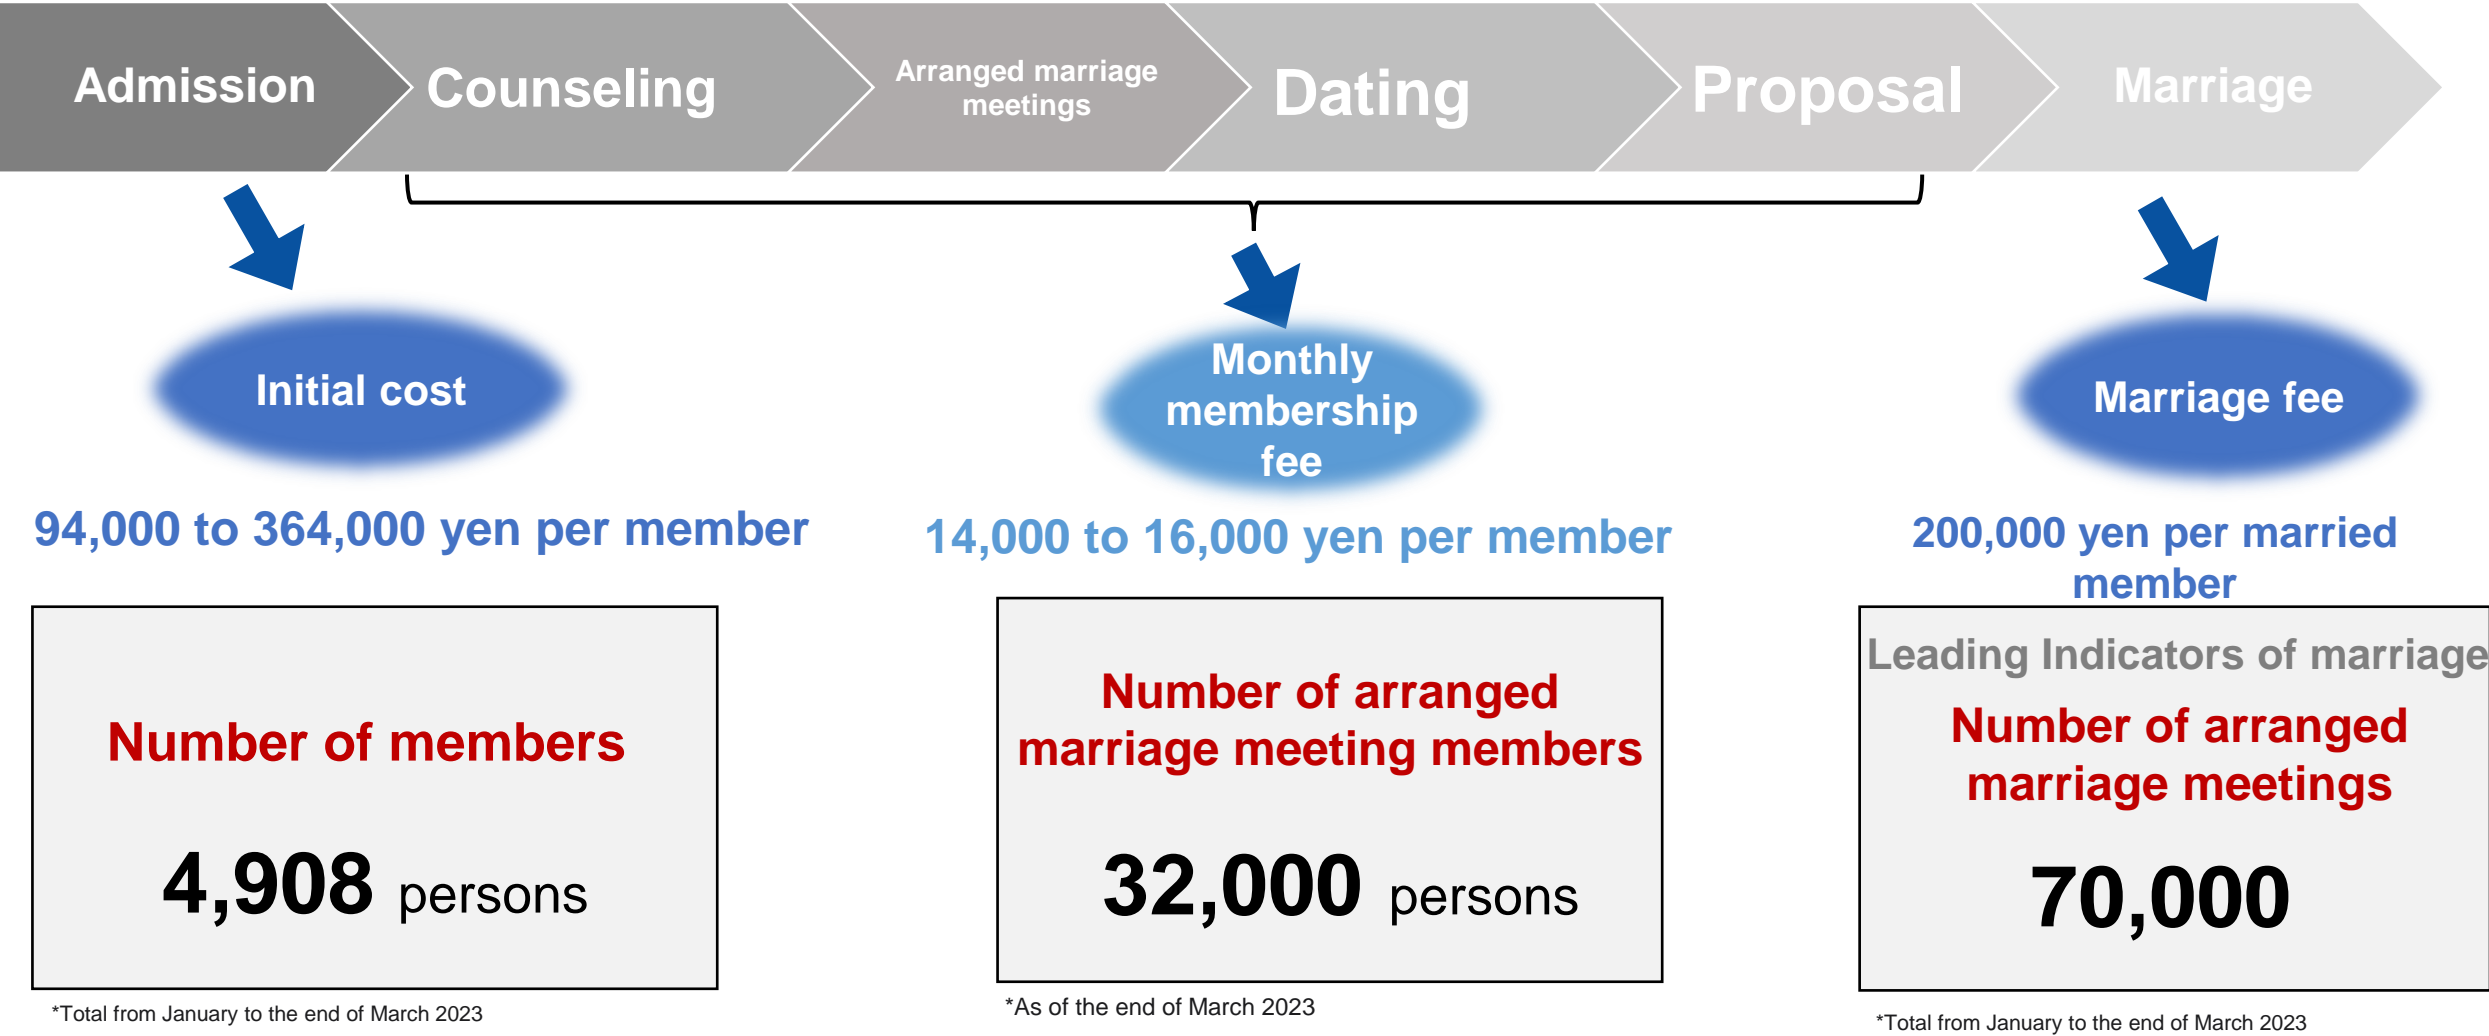 Admission
Counseling
Arranged marriage
meetings
Dating
Proposal
Marriage
Initial cost
94,000 to 364,000 yen per member
Number of members
4,908 persons
*Total from January to the end of March 2023
Monthly
membership
fee
14,000 to 16,000 yen per member
Number of arranged
marriage meeting members
32,000 persons
*As of the end of March 2023
Marriage fee
200,000 yen per married
member
Leading Indicators of marriage
Number of arranged
marriage meetings
70,000
*Total from January to the end of March 2023